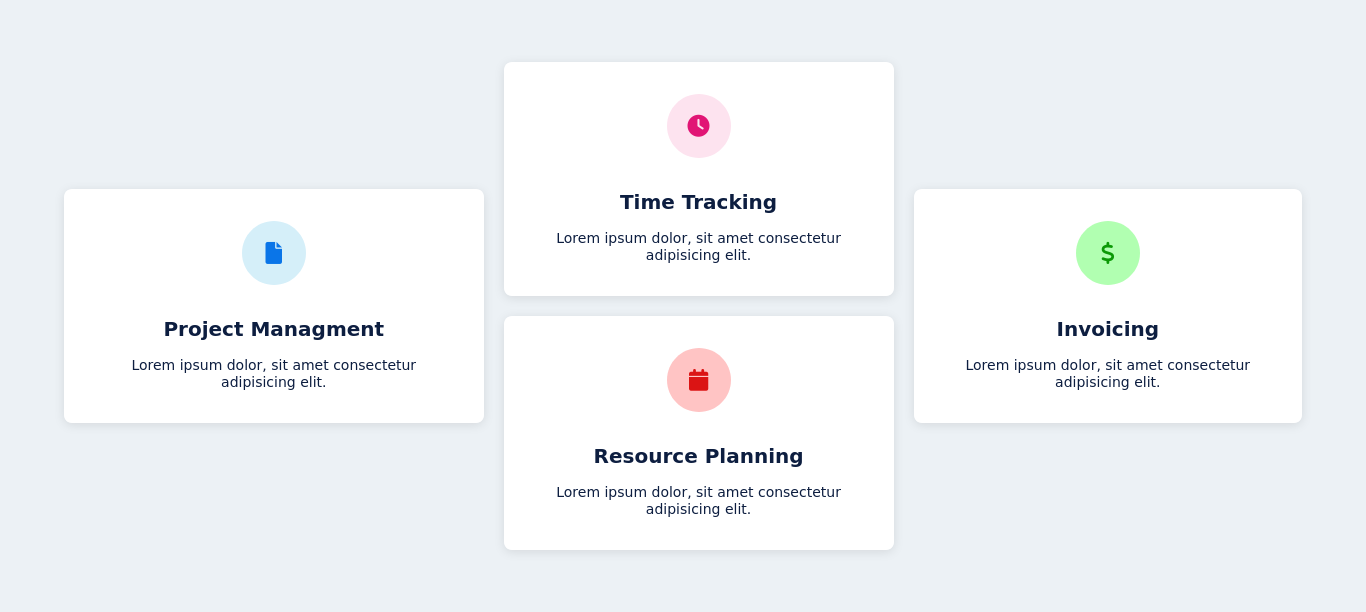 Project Managment
Lorem ipsum dolor, sit amet consectetur
adipisicing elit.
Time Tracking
Lorem ipsum dolor, sit amet consectetur
adipisicing elit.
Resource Planning
Lorem ipsum dolor, sit amet consectetur
adipisicing elit.
Invoicing
Lorem ipsum dolor, sit amet consectetur
adipisicing elit.